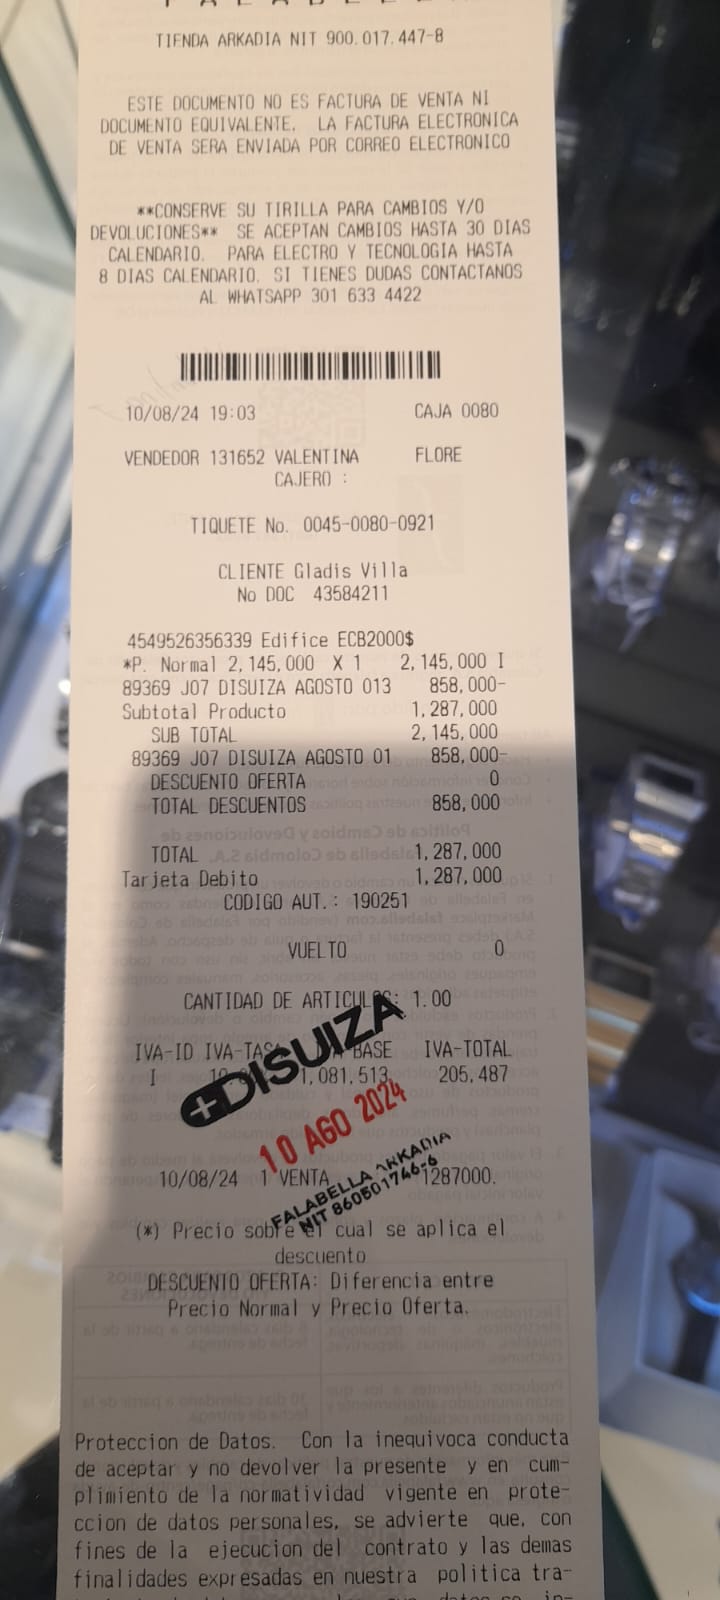 FALABELLA
TIENDA ARKADIA NIT 900.017.447-8
ESTE DOCUMENTO NO ES FACTURA DE VENTA NI
DOCUMENTO EQUIVALENTE. LA FACTURA ELECTRONICA
DE VENTA SERA ENVIADA POR CORREO ELECTRONICO
**CONSERVE SU TIRILLA PARA CAMBIOS Y/O
DEVOLUCIONES** SE ACEPTAN CAMBIOS HASTA 30 DIAS
CALENDARIO. PARA ELECTRO Y TECNOLOGIA HASTA
8 DIAS CALENDARIO. SI TIENES DUDAS CONTACTANOS
AL WHATSAPP 301 633 4422
10/08/24 19:03 CAJA 0080
VENDEDOR 131652 VALENTINA FLORE
CAJERO :
TIQUETE No. 0045-0080-0921
CLIENTE Gladis Villa
No DOC 43584211
4549526356339 Edifice ECB2000$
*P. Normal 2,145,000 X 1 2,145,000 I
89369 J07 DISUIZA AGOSTO 013 858,000-
Subtotal Producto 1,287,000
SUB TOTAL 2,145,000
89369 J07 DISUIZA AGOSTO 01 858,000-
DESCUENTO OFERTA 0
TOTAL DESCUENTOS 858,000
TOTAL 1,287,000
Tarjeta Debito 1,287,000
CODIGO AUT.: 190251
VUELTO 0
CANTIDAD DE ARTICULOS: 1.00
IVA-ID IVA-TASA BASE IVA-TOTAL
I 1,081,513 205,487
+DISUIZA
10 AGO 2024
FALABELLA ARKADIA
NIT 860501746-6
10/08/24 1 VENTA 1287000.
(*) Precio sobre el cual se aplica el
descuento
DESCUENTO OFERTA: Diferencia entre
Precio Normal y Precio Oferta.
Proteccion de Datos. Con la inequivoca conducta
de aceptar y no devolver la presente y en cum-
plimiento de la normatividad vigente en prote-
ccion de datos personales, se advierte que, con
fines de la ejecucion del contrato y las demas
finalidades expresadas en nuestra politica tra-